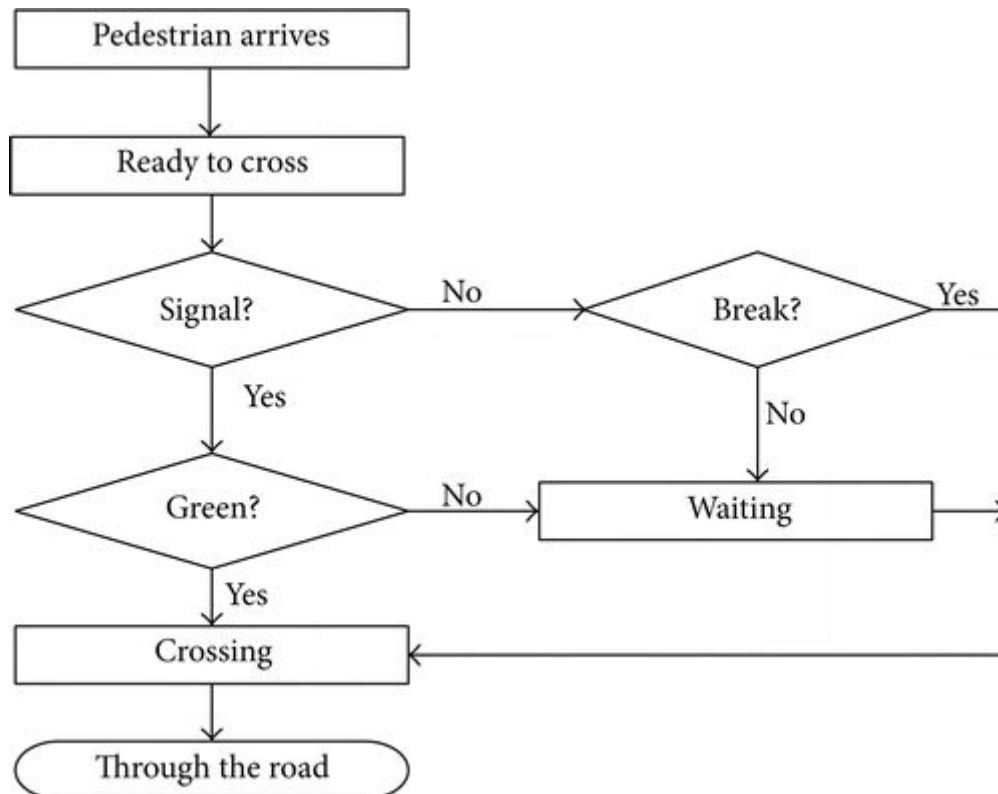 Pedestrian arrives
Ready to cross
Signal?
No
Break?
Yes
Yes
No
Green?
No
Waiting
Yes
Crossing
Through the road